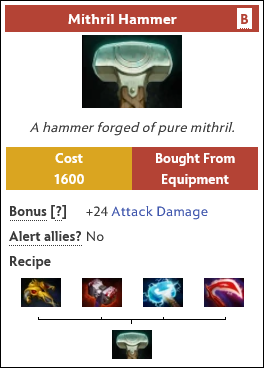 Mithril Hammer B
A hammer forged of pure mithril.
Cost Bought From
1600 Equipment
Bonus [?] +24 Attack Damage
Alert allies? No
Recipe